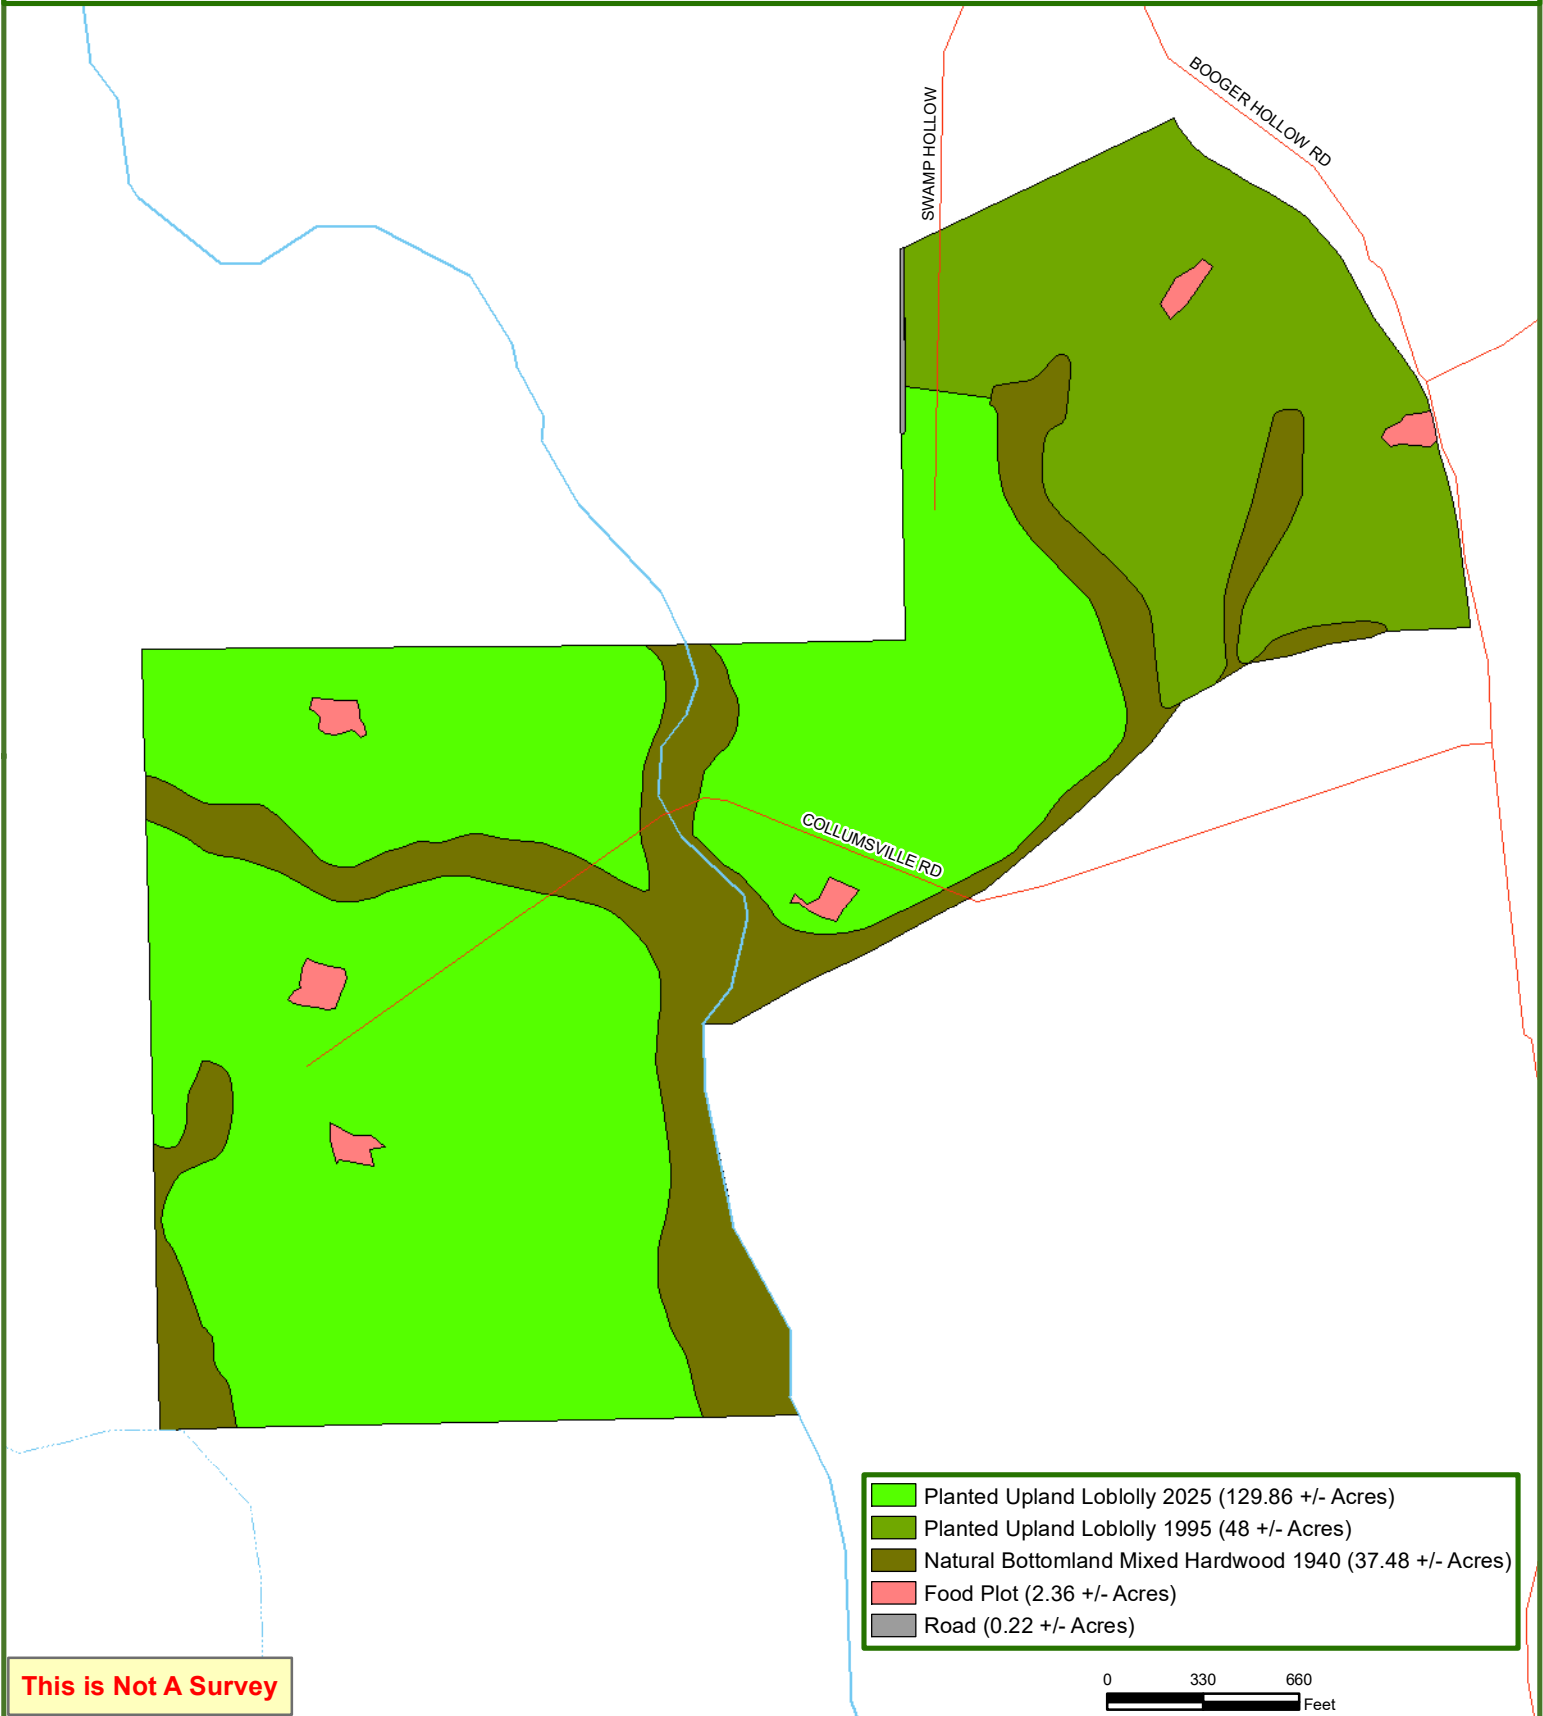 BOOGER HOLLOW RD
SWAMP HOLLOW
COLLUMSVILLE RD
Planted Upland Loblolly 2025 (129.86 +/- Acres)
Planted Upland Loblolly 1995 (48 +/- Acres)
Natural Bottomland Mixed Hardwood 1940 (37.48 +/- Acres)
Food Plot (2.36 +/- Acres)
Road (0.22 +/- Acres)
This is Not A Survey
0 330 660
Feet